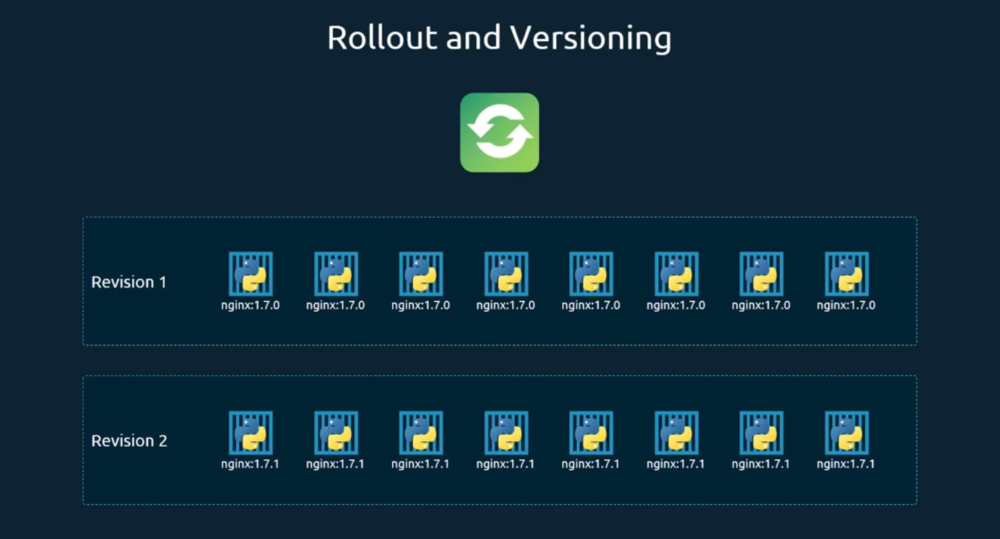 Rollout and Versioning
Revision 1
nginx:1.7.0 nginx:1.7.0 nginx:1.7.0 nginx:1.7.0 nginx:1.7.0 nginx:1.7.0 nginx:1.7.0 nginx:1.7.0
Revision 2
nginx:1.7.1 nginx:1.7.1 nginx:1.7.1 nginx:1.7.1 nginx:1.7.1 nginx:1.7.1 nginx:1.7.1 nginx:1.7.1